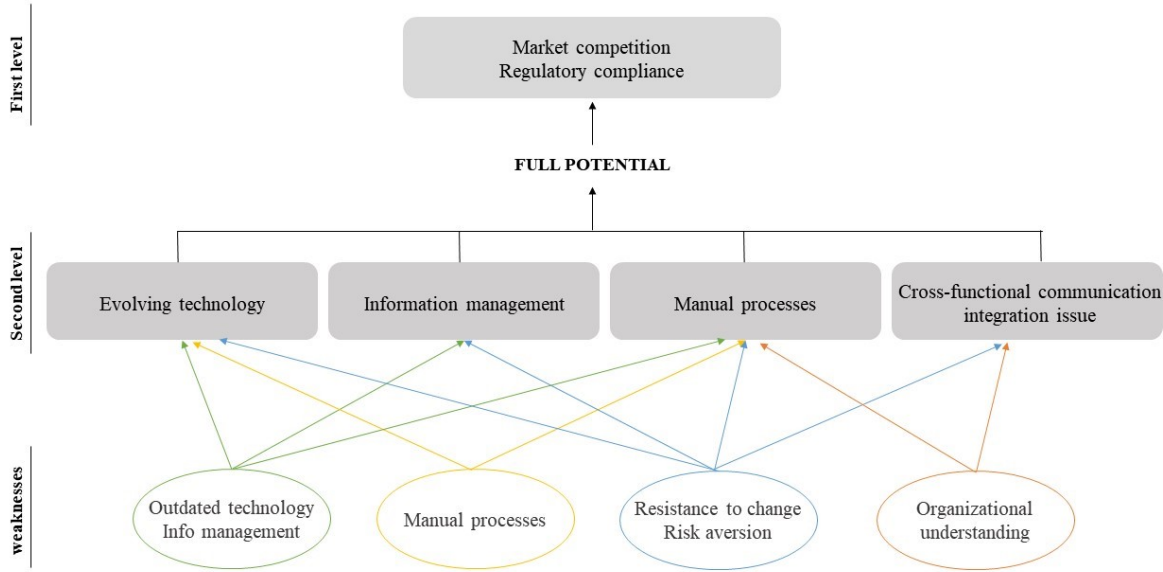 First level
Market competition
Regulatory compliance
FULL POTENTIAL
Second level
Evolving technology
Information management
Manual processes
Cross-functional communication
integration issue
weaknesses
Outdated technology
Info management
Manual processes
Resistance to change
Risk aversion
Organizational
understanding